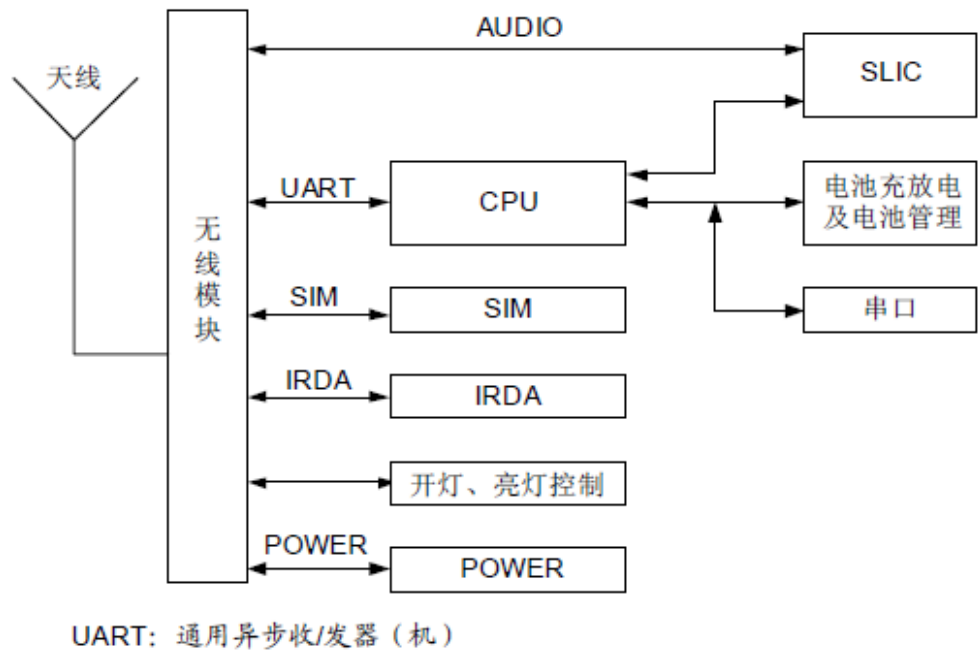 AUDIO
SLIC
天线
UART
CPU
电池充放电
及电池管理
无
线
模
块
SIM
SIM
串口
IRDA
IRDA
开灯、亮灯控制
POWER
POWER
UART：通用异步收/发器（机）